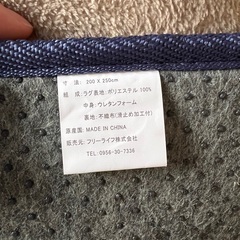 寸 法: 200 X 250cm
組 成: ラグ表地: ポリエステル 100%
中身: ウレタンフォーム
裏地: 不織布(滑止め加工付)
原産国: MADE IN CHINA
販売元: フリーライフ株式会社
TEL: 0958-30-7336